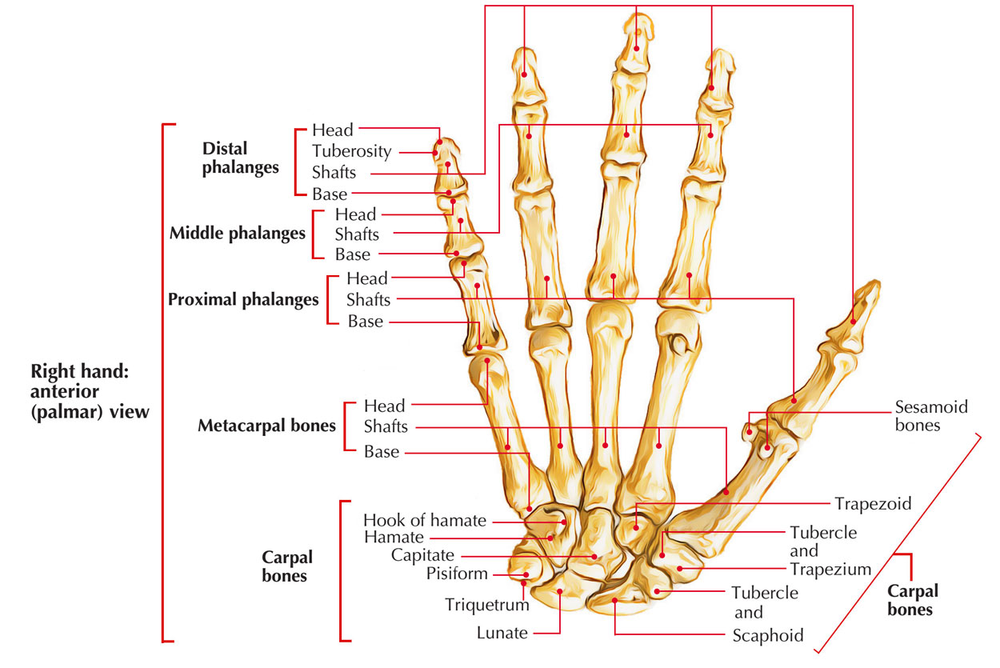 Distal
phalanges
Head
Tuberosity
Shafts
Base
Middle phalanges
Head
Shafts
Base
Proximal phalanges
Head
Shafts
Base
Right hand:
anterior
(palmar) view
Metacarpal bones
Head
Shafts
Base
Sesamoid
bones
Carpal
bones
Hook of hamate
Hamate
Capitate
Pisiform
Triquetrum
Lunate
Trapezoid
Tubercle
and
Trapezium
Tubercle
and
Scaphoid
Carpal
bones